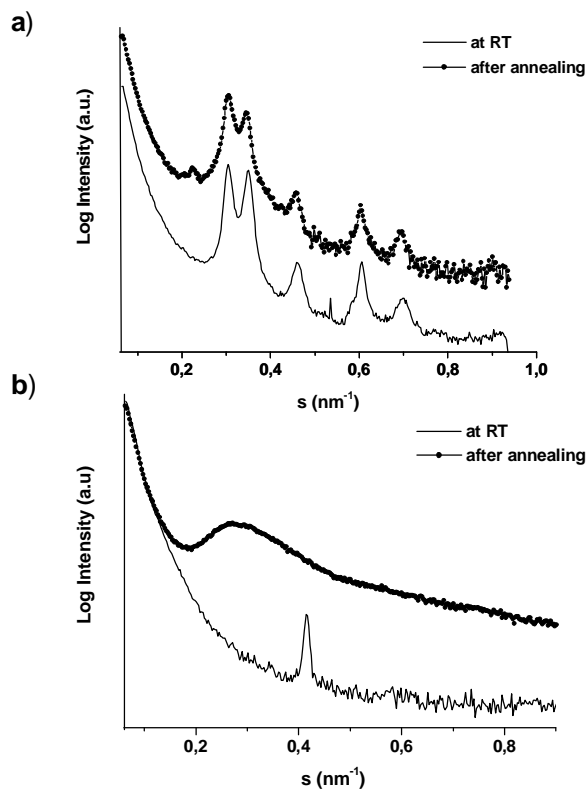 a)
at RT
after annealing
Log Intensity (a.u.)
0,2 0,4 0,6 0,8 1,0
s (nm⁻¹)
b)
at RT
after annealing
Log Intensity (a.u)
0,2 0,4 0,6 0,8
s (nm⁻¹)